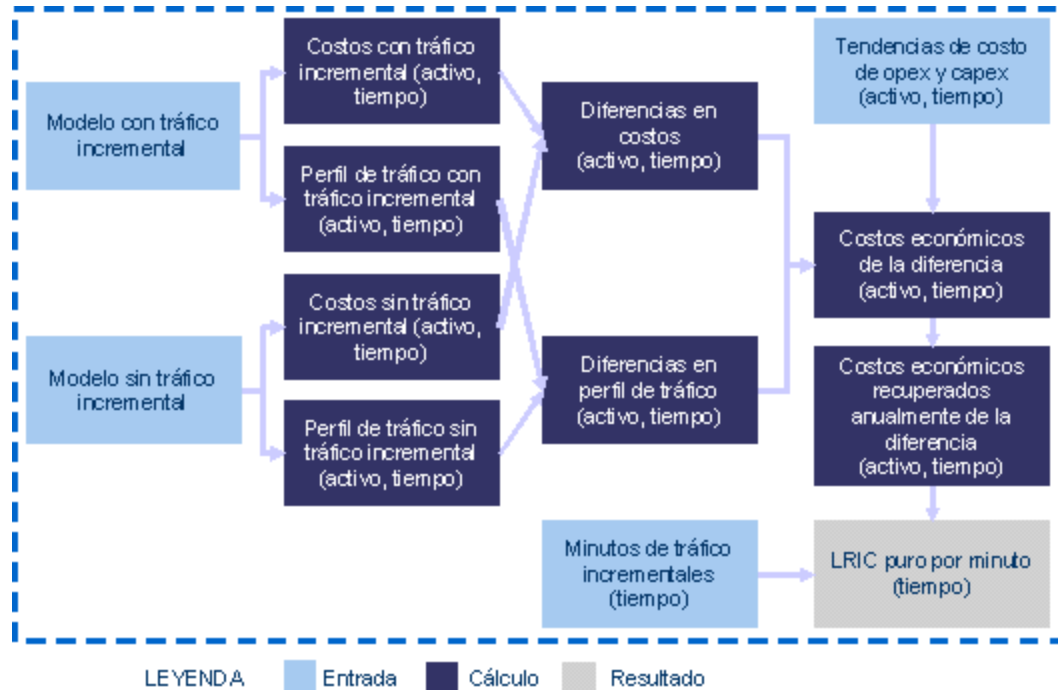 Modelo con tráfico
incremental
Modelo sin tráfico
incremental
Costos con tráfico
incremental (activo,
tiempo)
Perfil de tráfico con
tráfico incremental
(activo, tiempo)
Costos sin tráfico
incremental (activo,
tiempo)
Perfil de tráfico sin
tráfico incremental
(activo, tiempo)
Diferencias en
costos
(activo, tiempo)
Diferencias en
perfil de tráfico
(activo, tiempo)
Minutos de tráfico
incrementales
(tiempo)
Tendencias de costo
de opex y capex
(activo, tiempo)
Costos económicos
de la diferencia
(activo, tiempo)
Costos económicos
recuperados
anualmente de la
diferencia
(activo, tiempo)
LRIC puro por minuto
(tiempo)
LEYENDA
Entrada
Cálculo
Resultado